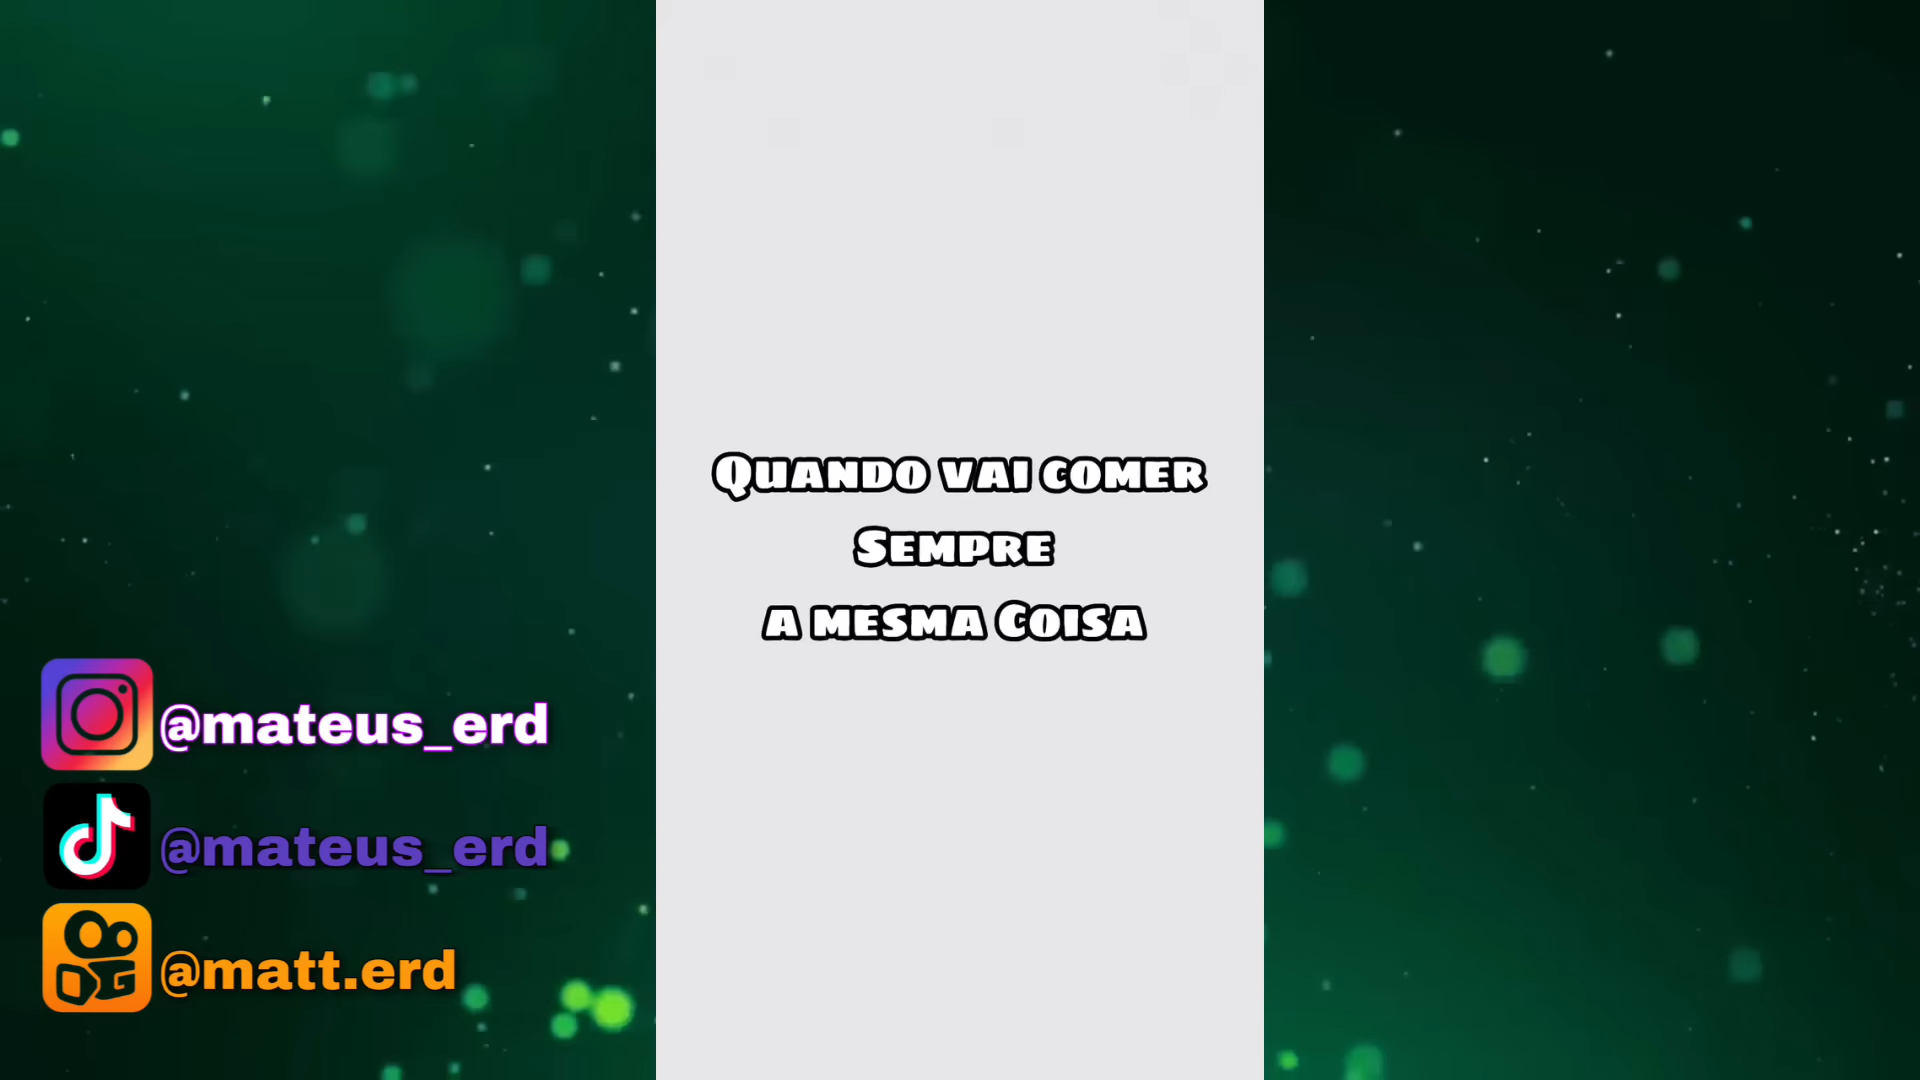 Quando vai comer
Sempre
a mesma Coisa
@mateus_erd
@mateus_erd
@matt.erd